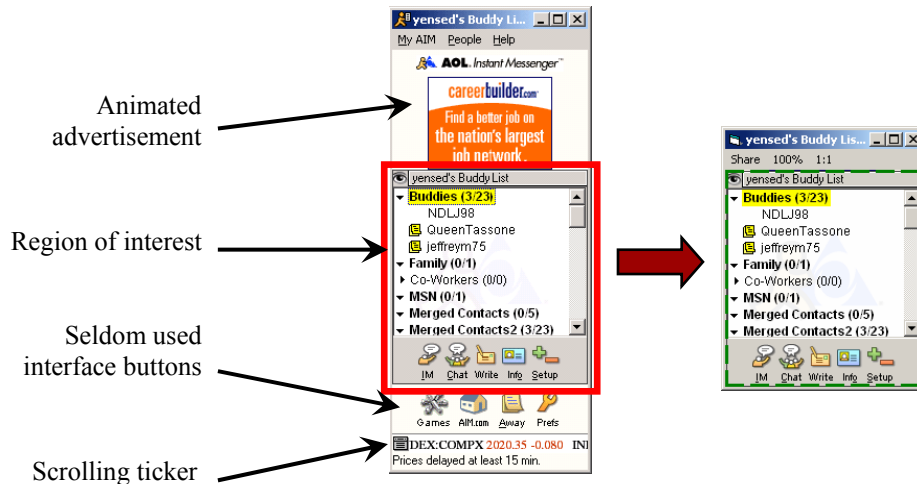 yensed's Buddy Li...
My AIM People Help
AOL. Instant Messenger™
careerbuilder.com
Find a better job on
the nation's largest
job network.
Animated
advertisement
Region of interest
Seldom used
interface buttons
Scrolling ticker
yensed's Buddy List
Buddies (3/23)
NDLJ98
QueenTassone
jeffreym75
Family (0/1)
Co-Workers (0/0)
MSN (0/1)
Merged Contacts (0/5)
Merged Contacts2 (3/23)
IM Chat Write Info Setup
Games AIM.com Away Prefs
DEX:COMPX 2020.35 -0.080 INI
Prices delayed at least 15 min.
yensed's Buddy Lis...
Share 100% 1:1
yensed's Buddy List
Buddies (3/23)
NDLJ98
QueenTassone
jeffreym75
Family (0/1)
Co-Workers (0/0)
MSN (0/1)
Merged Contacts (0/5)
Merged Contacts2 (3/23)
IM Chat Write Info Setup